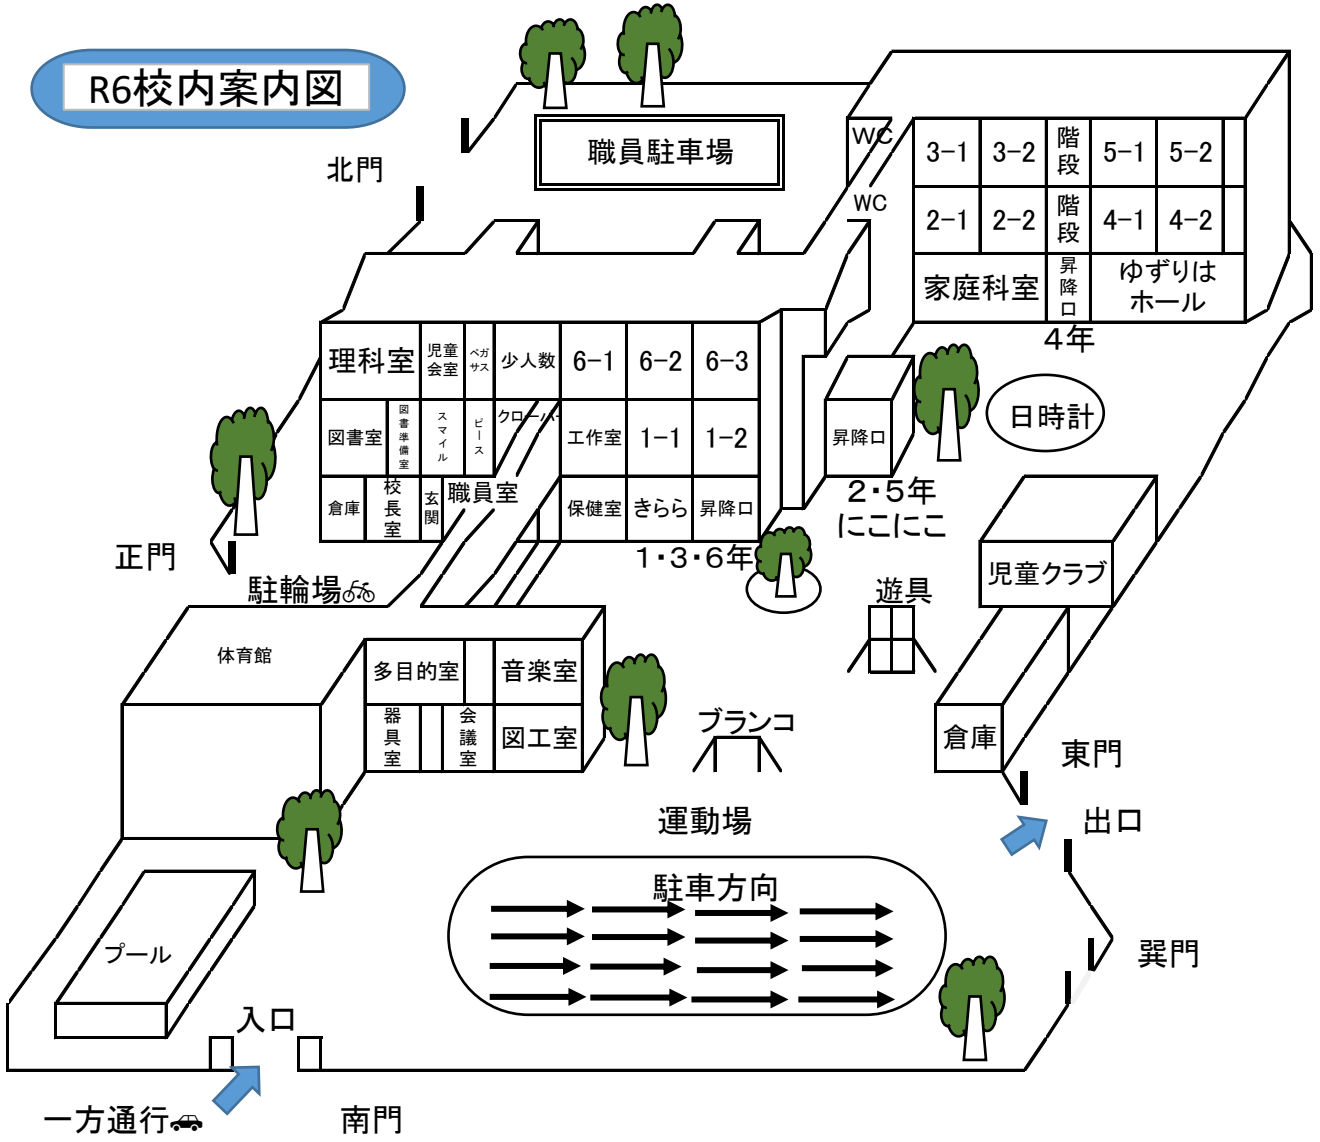 R6校内案内図
北門
職員駐車場
WC
WC
3-1
3-2
階段
5-1
5-2
2-1
2-2
階段
4-1
4-2
家庭科室
昇降口
ゆずりは
ホール
4年
理科室
児童
会室
ペガ
サス
少人数
6-1
6-2
6-3
図書室
図書準備室
スマイル
ピース
クローバー
工作室
1-1
1-2
倉庫
校長室
玄関
職員室
保健室
きらら
昇降口
1・3・6年
昇降口
2・5年
にこにこ
日時計
正門
駐輪場
児童クラブ
遊具
体育館
多目的室
音楽室
器具室
会議室
図工室
ブランコ
倉庫
東門
出口
運動場
駐車方向
プール
巽門
入口
一方通行
南門